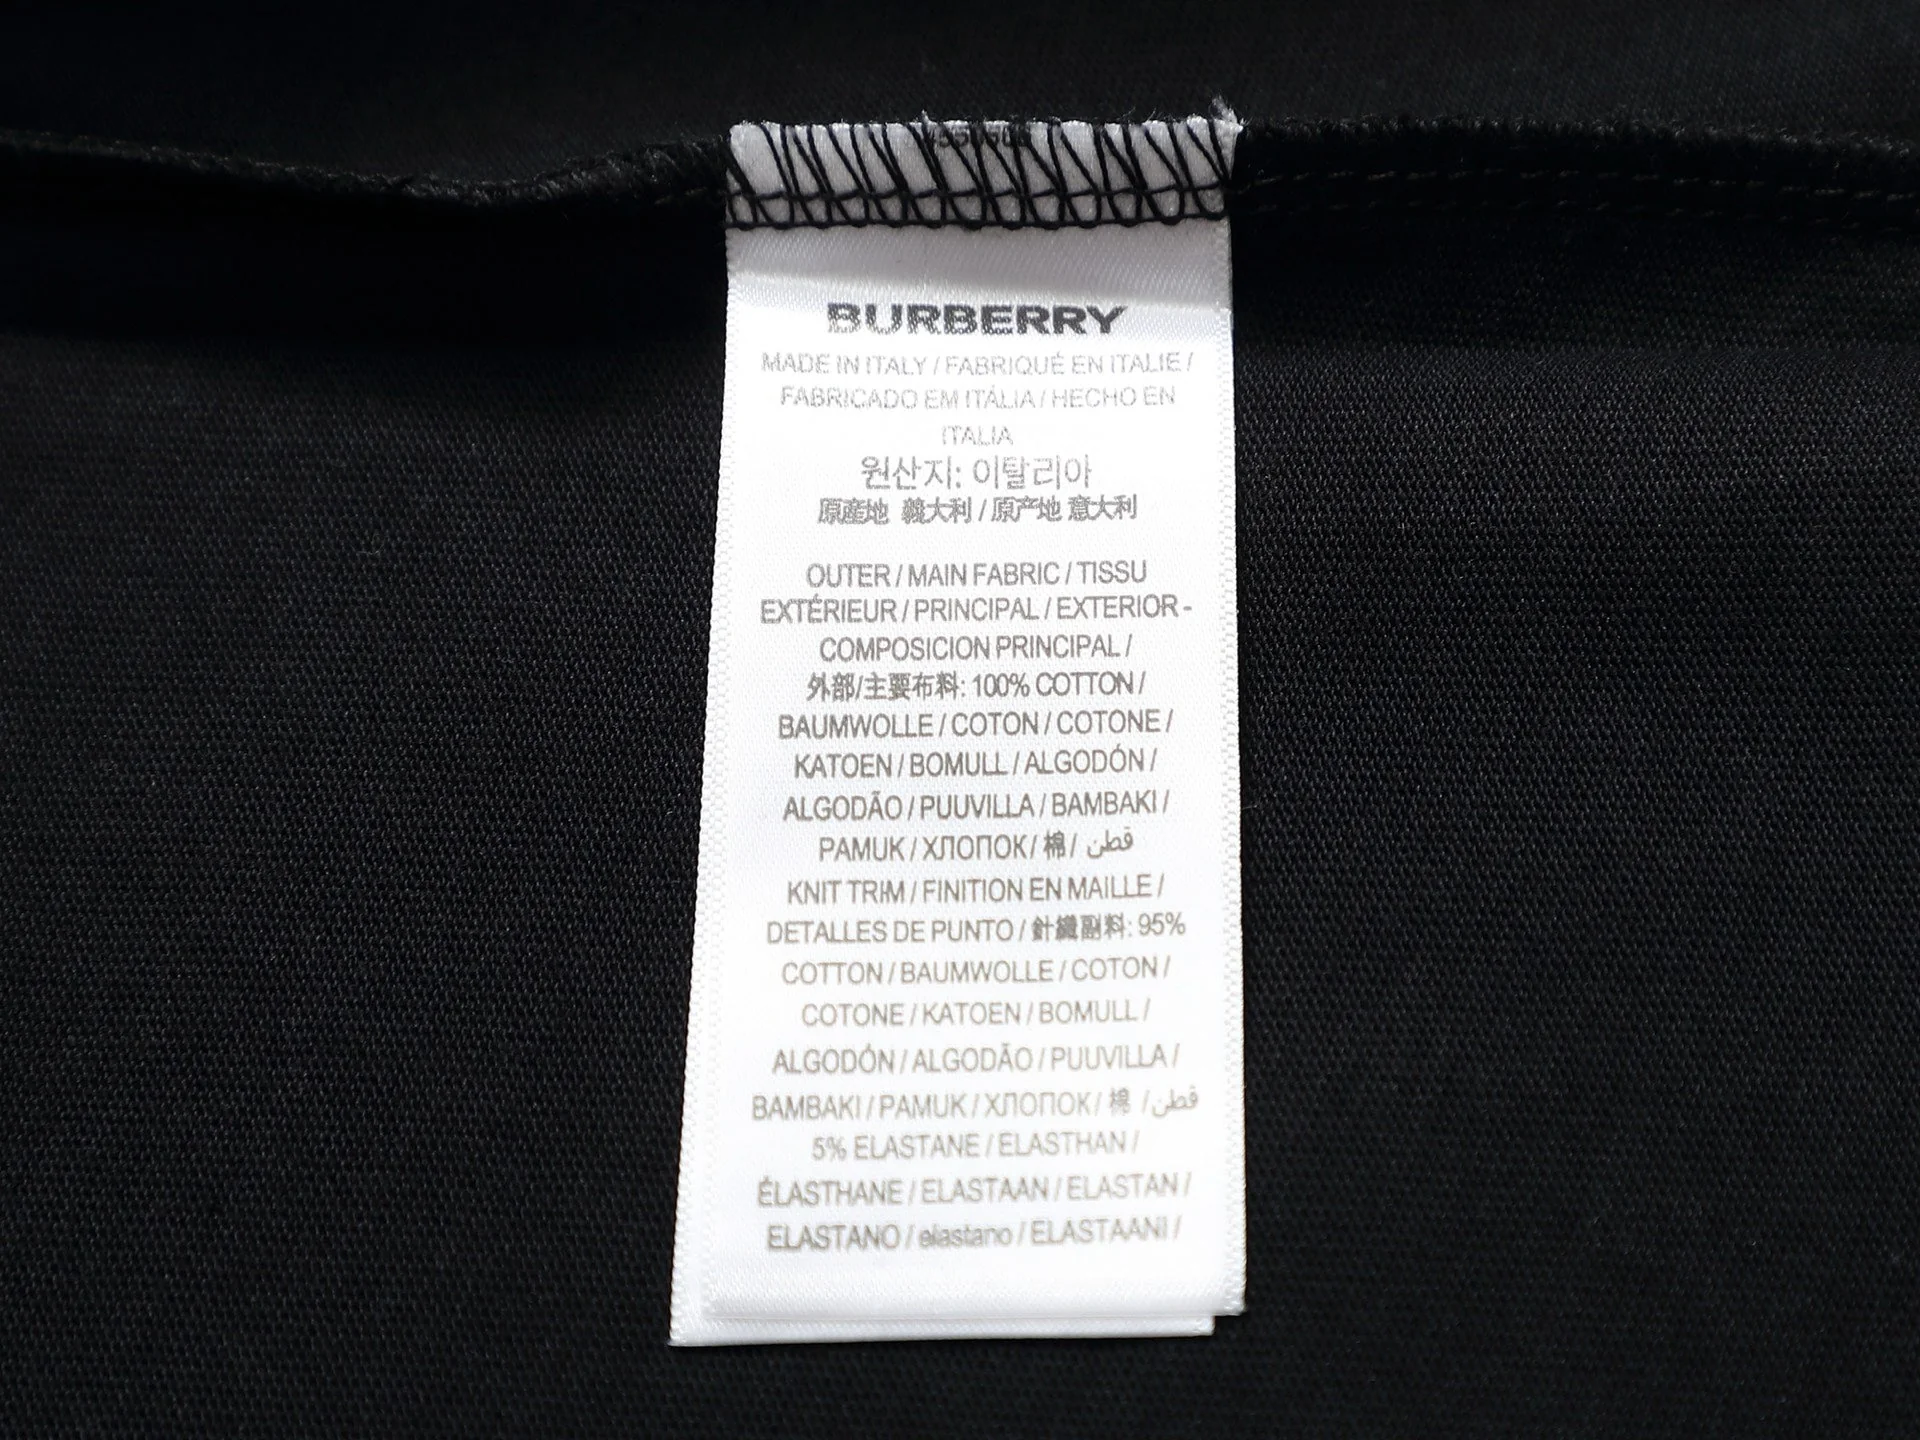 BURBERRY
MADE IN ITALY / FABRIQUÉ EN ITALIE /
FABRICADO EM ITÁLIA / HECHO EN
ITALIA
원산지: 이탈리아
原産地 義大利 / 原产地 意大利
OUTER / MAIN FABRIC / TISSU
EXTÉRIEUR / PRINCIPAL / EXTERIOR -
COMPOSICION PRINCIPAL /
外部/主要布料: 100% COTTON /
BAUMWOLLE / COTON / COTONE /
KATOEN / BOMULL / ALGODÓN /
ALGODÃO / PUUVILLA / BAMBAKI /
PAMUK / ХЛОПОК / 棉 / قطن
KNIT TRIM / FINITION EN MAILLE /
DETALLES DE PUNTO / 針織副料: 95%
COTTON / BAUMWOLLE / COTON /
COTONE / KATOEN / BOMULL /
ALGODÓN / ALGODÃO / PUUVILLA /
BAMBAKI / PAMUK / ХЛОПОК / 棉 / قطن
5% ELASTANE / ELASTHAN /
ÉLASTHANE / ELASTAAN / ELASTAN /
ELASTANO / elastano / ELASTAANI /